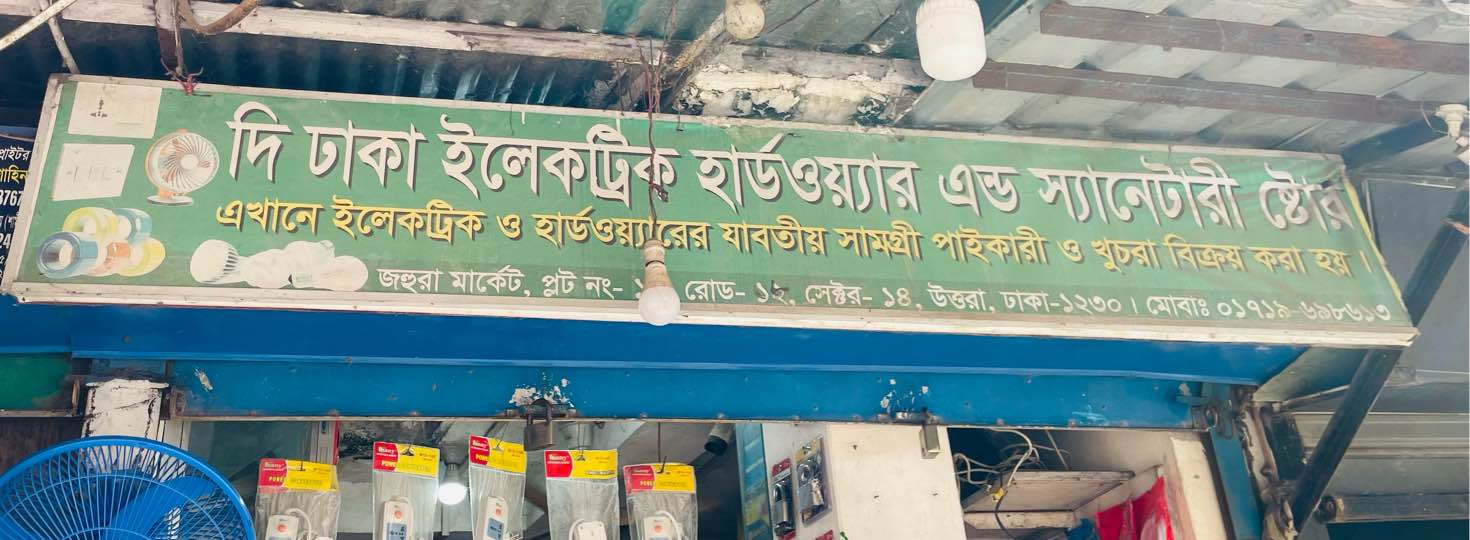 দি ঢাকা ইলেকট্রিক হার্ডওয়্যার এন্ড স্যানেটারী ষ্টোর
এখানে ইলেকট্রিক ও হার্ডওয়্যারের যাবতীয় সামগ্রী পাইকারী ও খুচরা বিক্রয় করা হয় ।
জহুরা মার্কেট, প্লট নং- রোড- ১২, সেক্টর- ১৪, উত্তরা, ঢাকা-১২৩০ । মোবাঃ ০১৭১৯-৬৯৮৬১৩